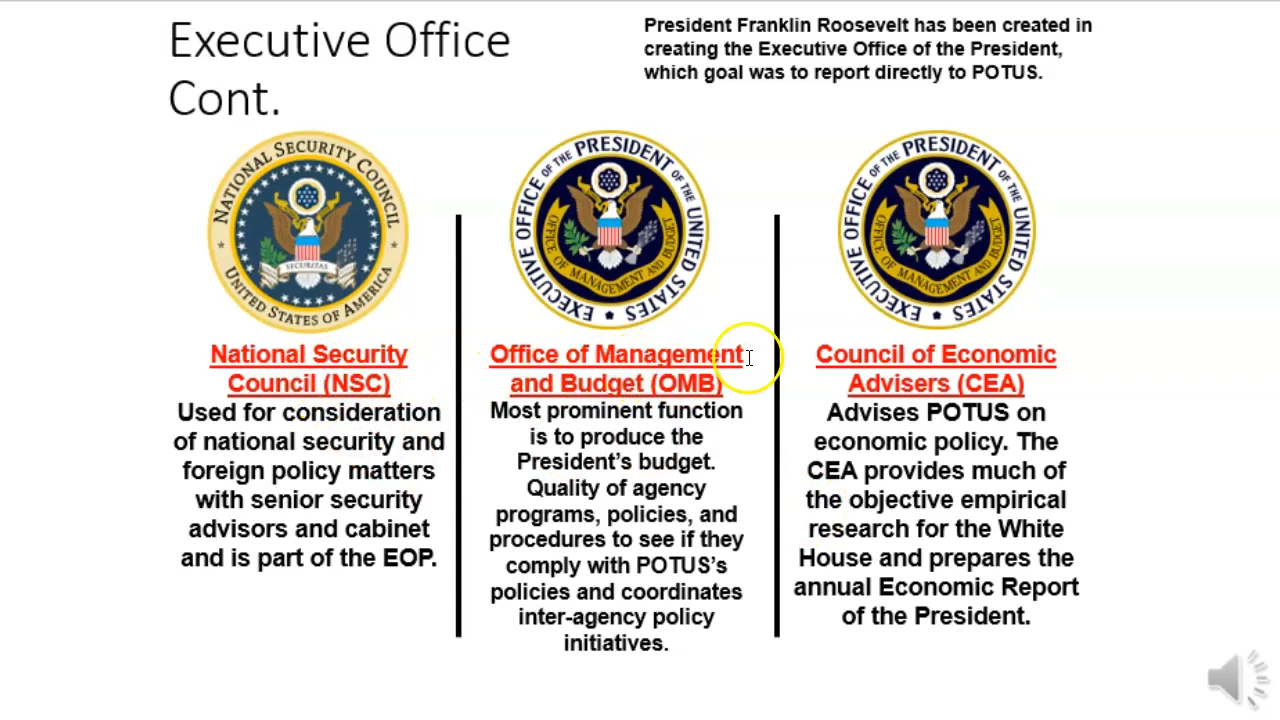 Executive Office
Cont.
President Franklin Roosevelt has been created in
creating the Executive Office of the President,
which goal was to report directly to POTUS.
NATIONAL SECURITY COUNCIL
SECURITAS
UNITED STATES OF AMERICA
EXECUTIVE OFFICE OF THE PRESIDENT OF THE UNITED STATES
OFFICE OF MANAGEMENT AND BUDGET
EXECUTIVE OFFICE OF THE PRESIDENT OF THE UNITED STATES
OFFICE OF MANAGEMENT AND BUDGET
National Security
Council (NSC)
Used for consideration
of national security and
foreign policy matters
with senior security
advisors and cabinet
and is part of the EOP.
Office of Management
and Budget (OMB)
Most prominent function
is to produce the
President’s budget.
Quality of agency
programs, policies, and
procedures to see if they
comply with POTUS’s
policies and coordinates
inter-agency policy
initiatives.
Council of Economic
Advisers (CEA)
Advises POTUS on
economic policy. The
CEA provides much of
the objective empirical
research for the White
House and prepares the
annual Economic Report
of the President.